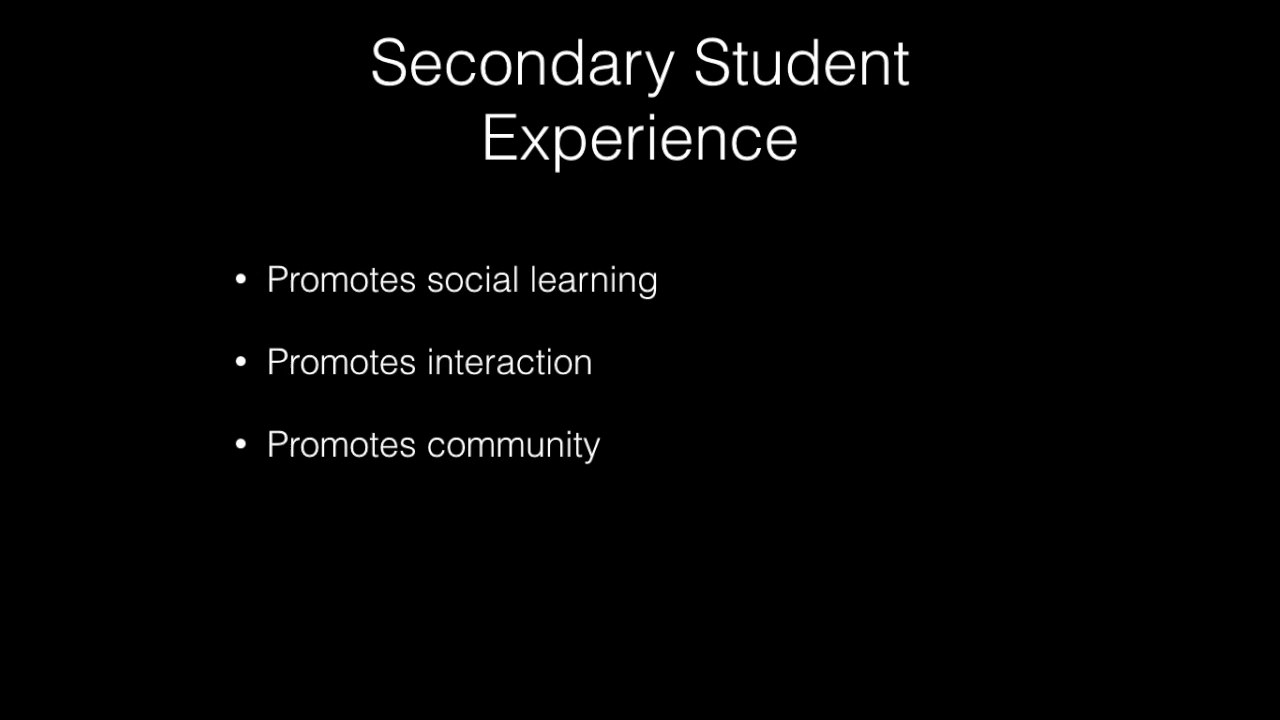 Secondary Student
Experience
• Promotes social learning
• Promotes interaction
• Promotes community